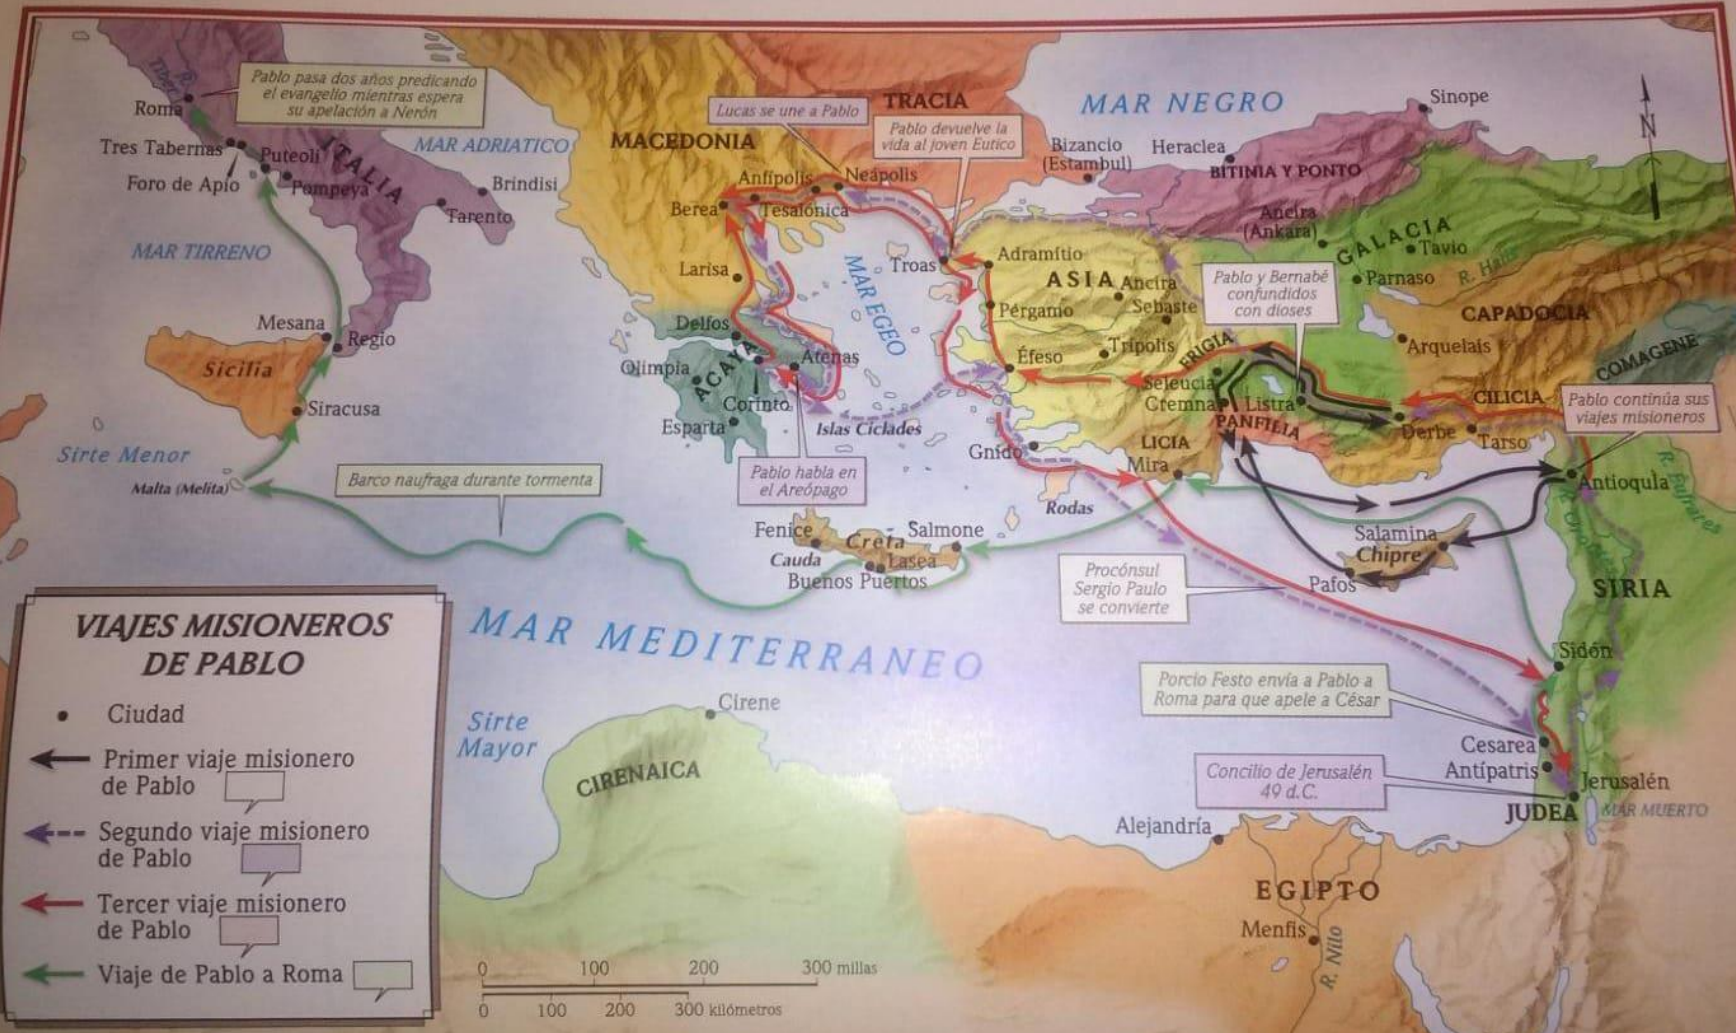 Pablo pasa dos años predicando
el evangelio mientras espera
su apelación a Nerón
R. Tíber
Roma
Tres Tabernas
Foro de Apio
Puteoli
Pompeya
ITALIA
MAR ADRIATICO
Brindisi
Tarento
MAR TIRRENO
Mesana
Regio
Sicilia
Siracusa
Sirte Menor
Malta (Melita)
Barco naufraga durante tormenta
MACEDONIA
Lucas se une a Pablo
TRACIA
Pablo devuelve la
vida al joven Eutico
MAR NEGRO
Sinope
Bizancio
(Estambul)
Heraclea
BITINIA Y PONTO
Anfípolis
Neápolis
Berea
Tesalónica
Larisa
MAR EGEO
Troas
Adramitio
ASIA
Ancira
Pérgamo
Sebaste
Trípolis
Éfeso
Ancira
(Ankara)
GALACIA
Tavio
Parnaso
R. Halis
Pablo y Bernabé
confundidos
con dioses
CAPADOCIA
Arquelais
COMAGENE
Delfos
Olimpia
ACAYA
Atenas
Corinto
Esparta
Islas Cíclades
Pablo habla en
el Areópago
FRIGIA
Seleucia
Cremna
Listra
PANFILIA
LICIA
Mira
Gnido
Rodas
CILICIA
Derbe
Tarso
Pablo continúa sus
viajes misioneros
Antioquía
R. Eufrates
R. Orontes
Fenice
Creta
Salmone
Cauda
Lasea
Buenos Puertos
Salamina
Chipre
Pafos
Procónsul
Sergio Paulo
se convierte
SIRIA
Sidón
MAR MEDITERRANEO
Porcio Festo envía a Pablo a
Roma para que apele a César
Cesarea
Antípatris
Concilio de Jerusalén
49 d.C.
Jerusalén
JUDEA
MAR MUERTO
Sirte
Mayor
Cirene
CIRENAICA
Alejandría
EGIPTO
Menfis
R. Nilo
N
VIAJES MISIONEROS
DE PABLO
Ciudad
Primer viaje misionero
de Pablo
Segundo viaje misionero
de Pablo
Tercer viaje misionero
de Pablo
Viaje de Pablo a Roma
0 100 200 300 millas
0 100 200 300 kilómetros